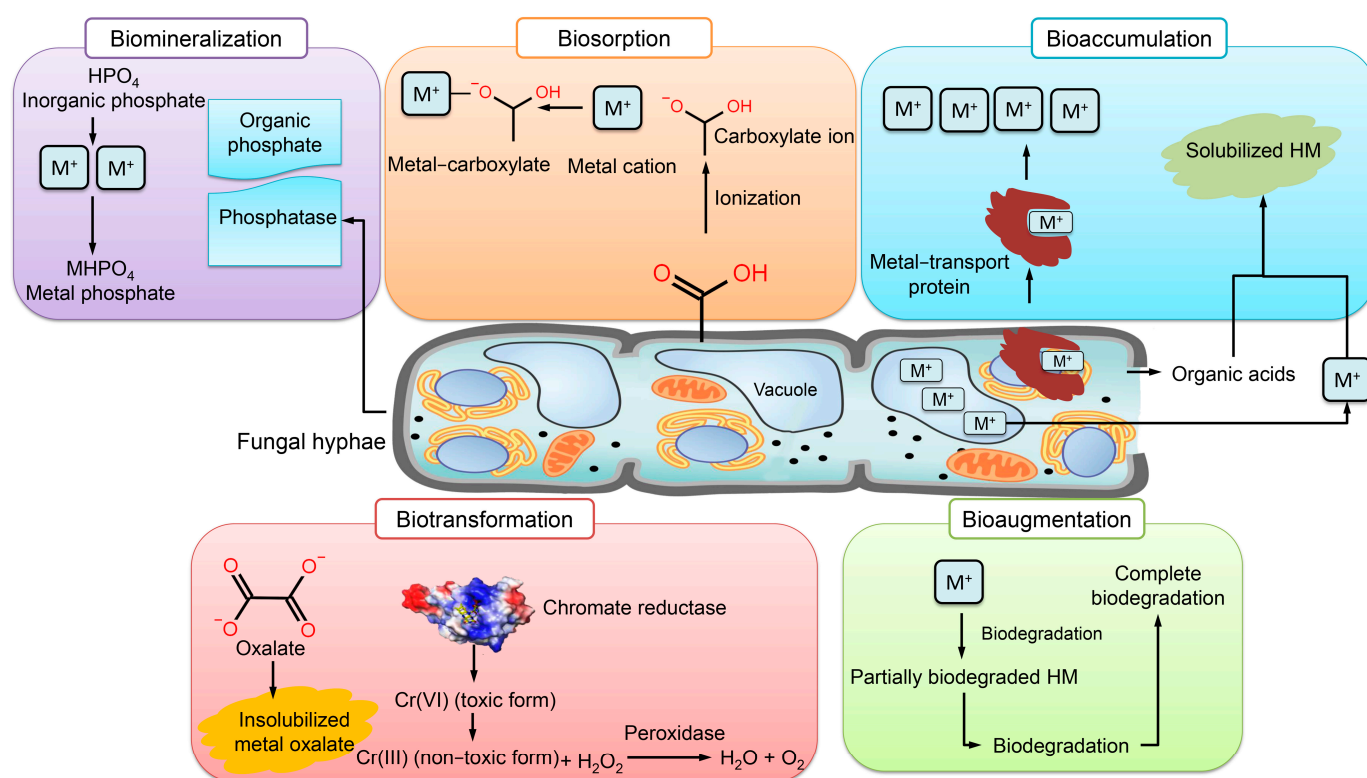 Biomineralization
HPO₄
Inorganic phosphate
M⁺ M⁺
MHPO₄
Metal phosphate
Organic
phosphate
Phosphatase
Biosorption
M⁺
⁻O OH
Metal–carboxylate
M⁺
Metal cation
⁻O OH
Carboxylate ion
Ionization
O OH
Bioaccumulation
M⁺ M⁺ M⁺ M⁺
M⁺
Metal–transport
protein
Solubilized HM
Organic acids
M⁺
Fungal hyphae
Vacuole
M⁺
M⁺
M⁺
M⁺
Biotransformation
O O⁻
⁻O O
Oxalate
Insolubilized
metal oxalate
Chromate reductase
Cr(VI) (toxic form)
Cr(III) (non–toxic form) + H₂O₂
Peroxidase
H₂O + O₂
Bioaugmentation
M⁺
Biodegradation
Partially biodegraded HM
Biodegradation
Complete
biodegradation